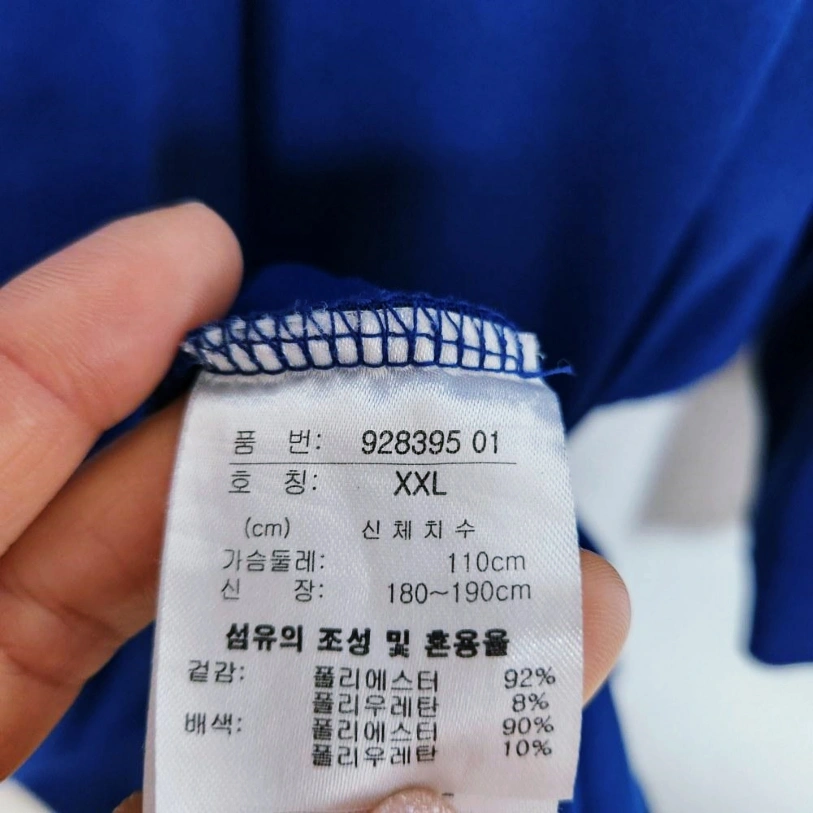 품 번: 928395 01
호 칭: XXL
(cm) 신 체 치 수
가슴둘레: 110cm
신 장: 180~190cm
섬유의 조성 및 혼용율
겉감: 폴리에스터 92%
폴리우레탄 8%
배색: 폴리에스터 90%
폴리우레탄 10%